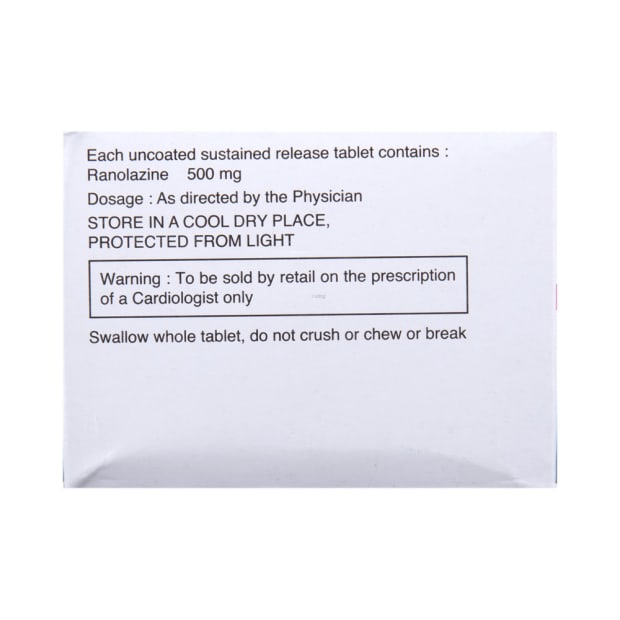 Each uncoated sustained release tablet contains :
Ranolazine 500 mg
Dosage : As directed by the Physician
STORE IN A COOL DRY PLACE,
PROTECTED FROM LIGHT
Warning : To be sold by retail on the prescription
of a Cardiologist only
Swallow whole tablet, do not crush or chew or break